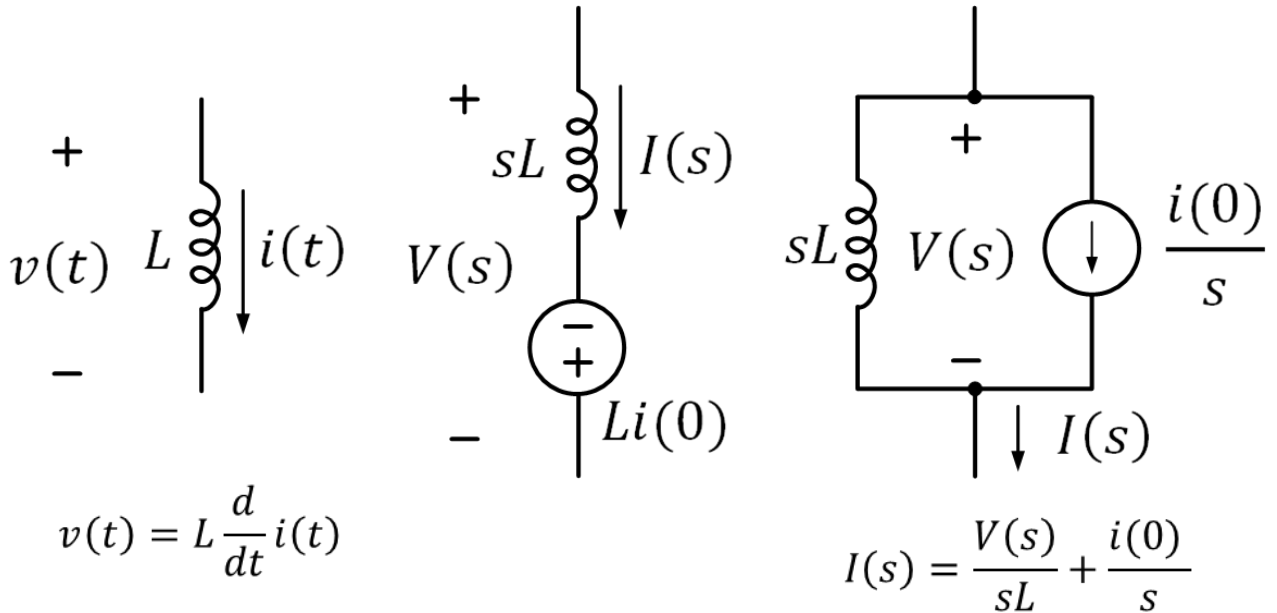 +
v(t) L i(t)
−
v(t) = L d/dt i(t)
+
sL I(s)
V(s)
−
+
Li(0)
−
+
sL V(s) i(0)/s
−
I(s)
I(s) = V(s)/sL + i(0)/s